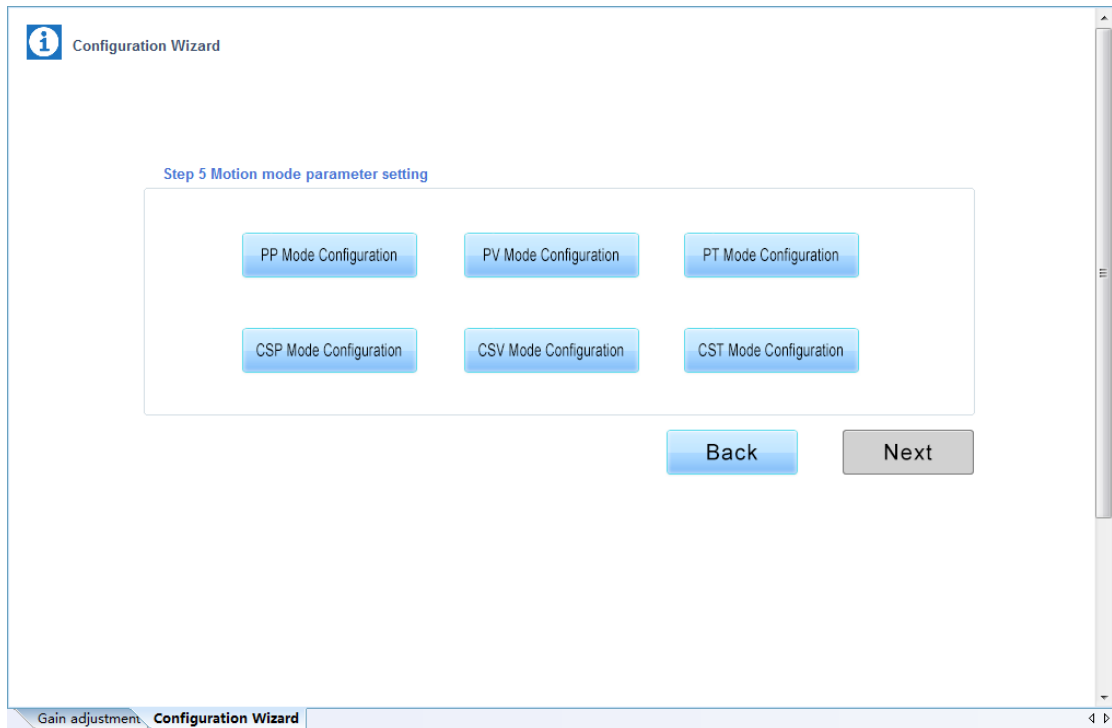 Configuration Wizard
Step 5 Motion mode parameter setting
PP Mode Configuration
PV Mode Configuration
PT Mode Configuration
CSP Mode Configuration
CSV Mode Configuration
CST Mode Configuration
Back
Next
Gain adjustment
Configuration Wizard